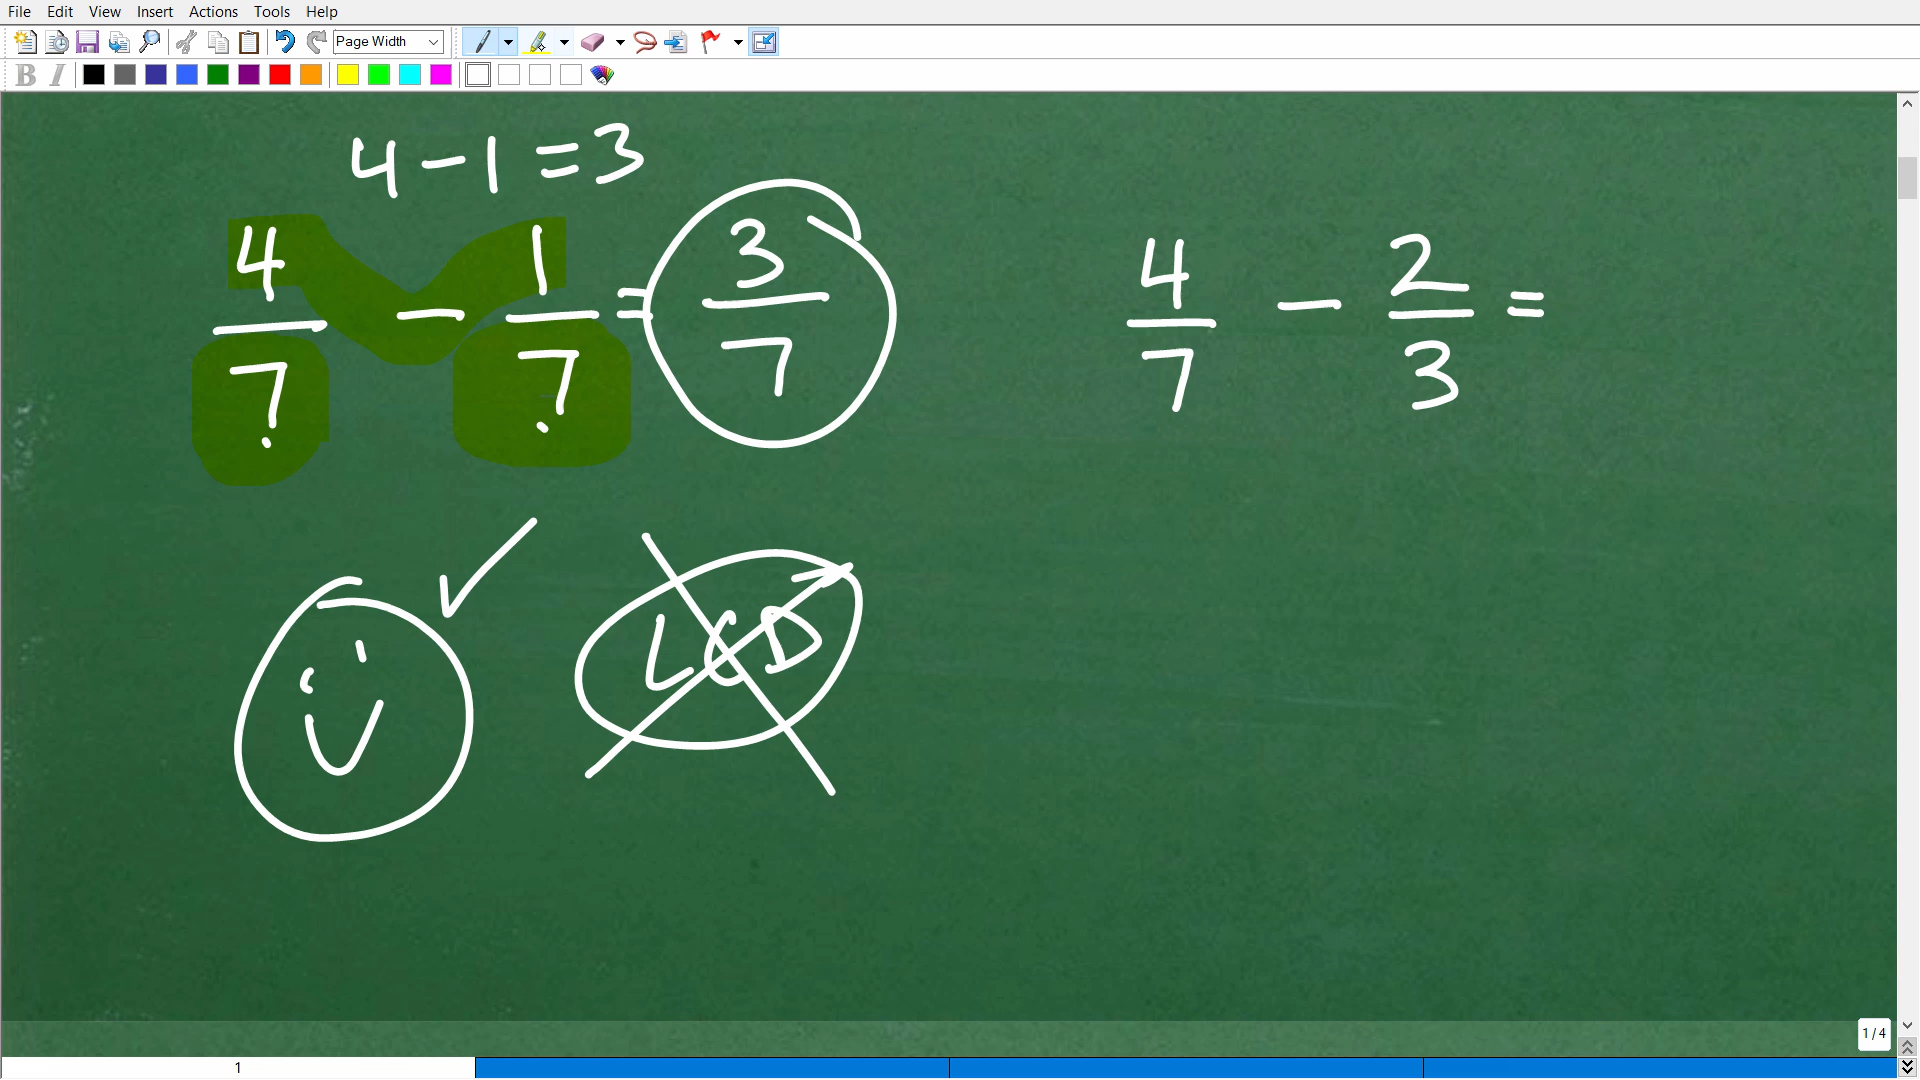 File Edit View Insert Actions Tools Help
Page Width
B I
4 - 1 = 3
4/7 - 1/7 = 3/7
4/7 - 2/3 =
LCD
1 / 4
1